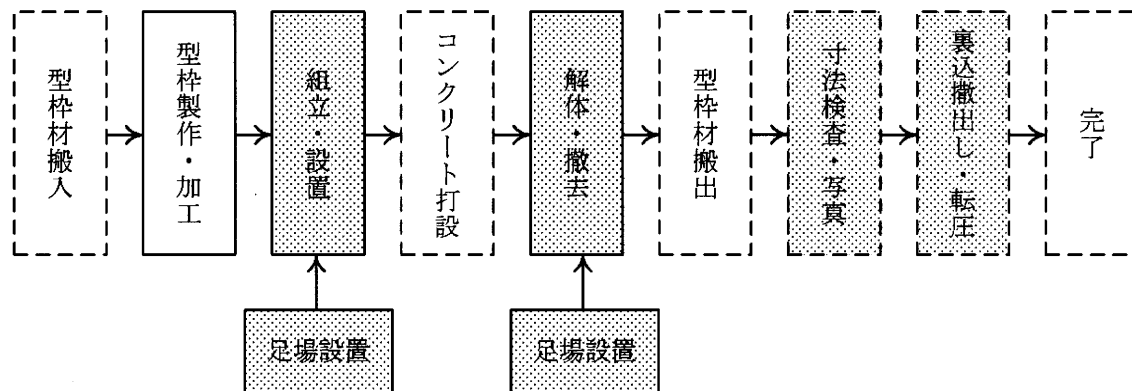 型枠材搬入
型枠製作・加工
組立・設置
コンクリート打設
解体・撤去
型枠材搬出
寸法検査・写真
裏込撤出し・転圧
完了
足場設置
足場設置